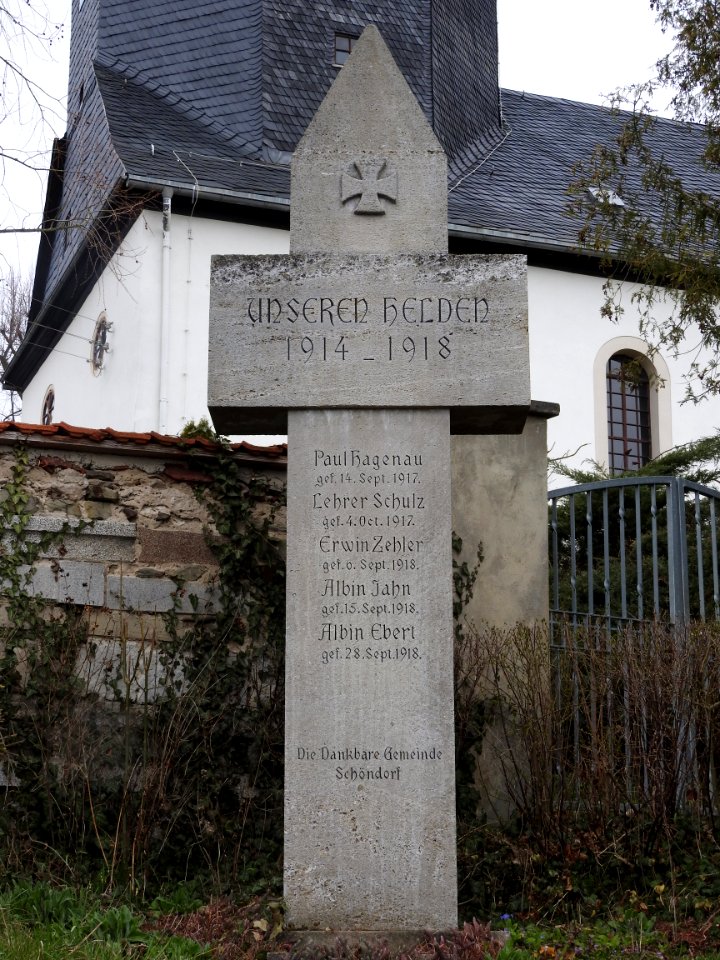 UNSEREN HELDEN
1914 - 1918
Paul Hagenau
gef. 14. Sept. 1917.
Lehrer Schulz
gef. 4. Oct. 1917.
Erwin Zehler
gef. 6. Sept. 1918.
Albin Jahn
gef. 15. Sept. 1918.
Albin Ebert
gef. 28. Sept. 1918.
Die Dankbare Gemeinde
Schöndorf